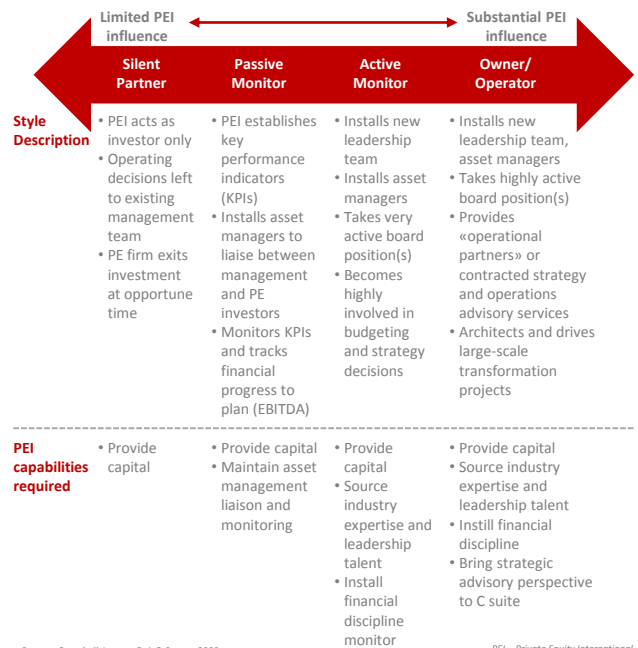 Limited PEI
influence
Substantial PEI
influence
Silent
Partner
Passive
Monitor
Active
Monitor
Owner/
Operator
Style
Description
• PEI acts as
investor only
• Operating
decisions left
to existing
management
team
• PE firm exits
investment
at opportune
time
• PEI establishes
key
performance
indicators
(KPIs)
• Installs asset
managers to
liaise between
management
and PE
investors
• Monitors KPIs
and tracks
financial
progress to
plan (EBITDA)
• Installs new
leadership
team
• Installs asset
managers
• Takes very
active board
position(s)
• Becomes
highly
involved in
budgeting
and strategy
decisions
• Installs new
leadership team,
asset managers
• Takes highly active
board position(s)
• Provides
«operational
partners» or
contracted strategy
and operations
advisory services
• Architects and drives
large-scale
transformation
projects
PEI
capabilities
required
• Provide
capital
• Provide capital
• Maintain asset
management
liaison and
monitoring
• Provide
capital
• Source
industry
expertise and
leadership
talent
• Install
financial
discipline
monitor
• Provide capital
• Source industry
expertise and
leadership talent
• Instill financial
discipline
• Bring strategic
advisory perspective
to C suite
PEI – Private Equity International